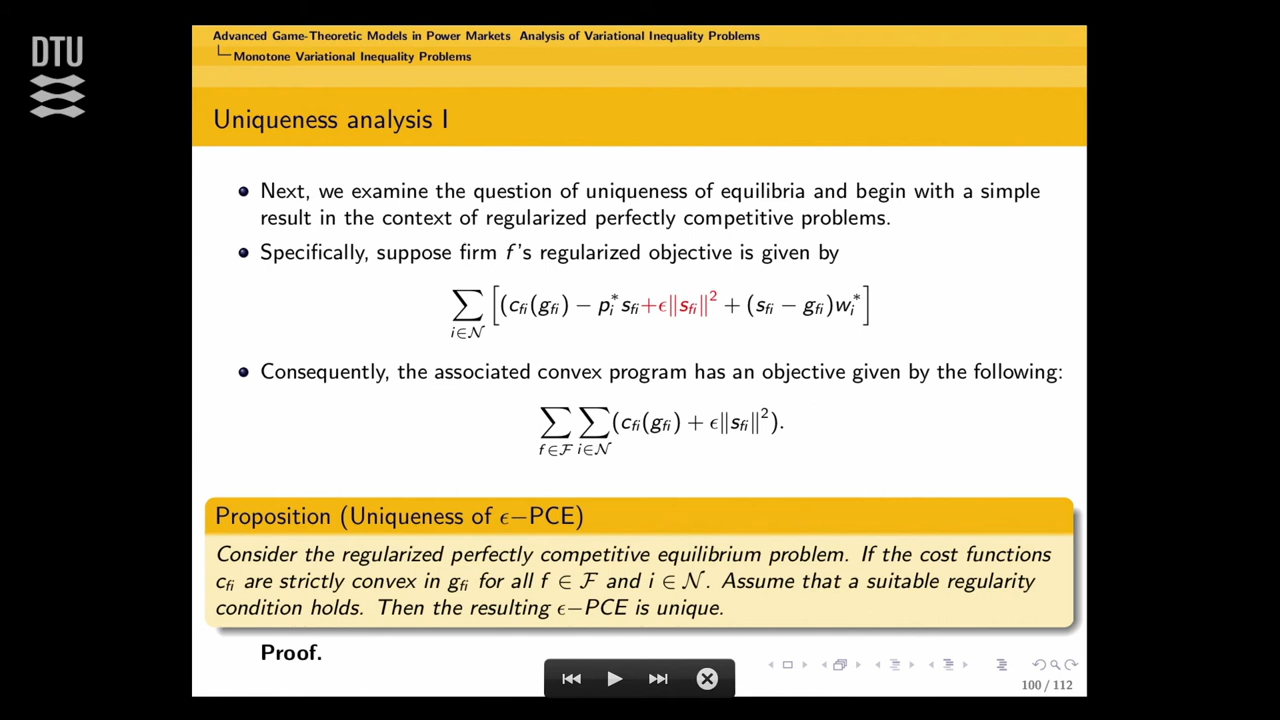 DTU
Advanced Game-Theoretic Models in Power Markets Analysis of Variational Inequality Problems
Monotone Variational Inequality Problems
Uniqueness analysis I
Next, we examine the question of uniqueness of equilibria and begin with a simple
result in the context of regularized perfectly competitive problems.
Specifically, suppose firm f's regularized objective is given by
∑_{i∈𝒩} [(c_{fi}(g_{fi}) − p_i^* s_{fi} + ϵ‖s_{fi}‖² + (s_{fi} − g_{fi})w_i^*]
Consequently, the associated convex program has an objective given by the following:
∑_{f∈ℱ} ∑_{i∈𝒩} (c_{fi}(g_{fi}) + ϵ‖s_{fi}‖²).
Proposition (Uniqueness of ϵ−PCE)
Consider the regularized perfectly competitive equilibrium problem. If the cost functions
c_{fi} are strictly convex in g_{fi} for all f ∈ ℱ and i ∈ 𝒩. Assume that a suitable regularity
condition holds. Then the resulting ϵ−PCE is unique.
Proof.
100 / 112